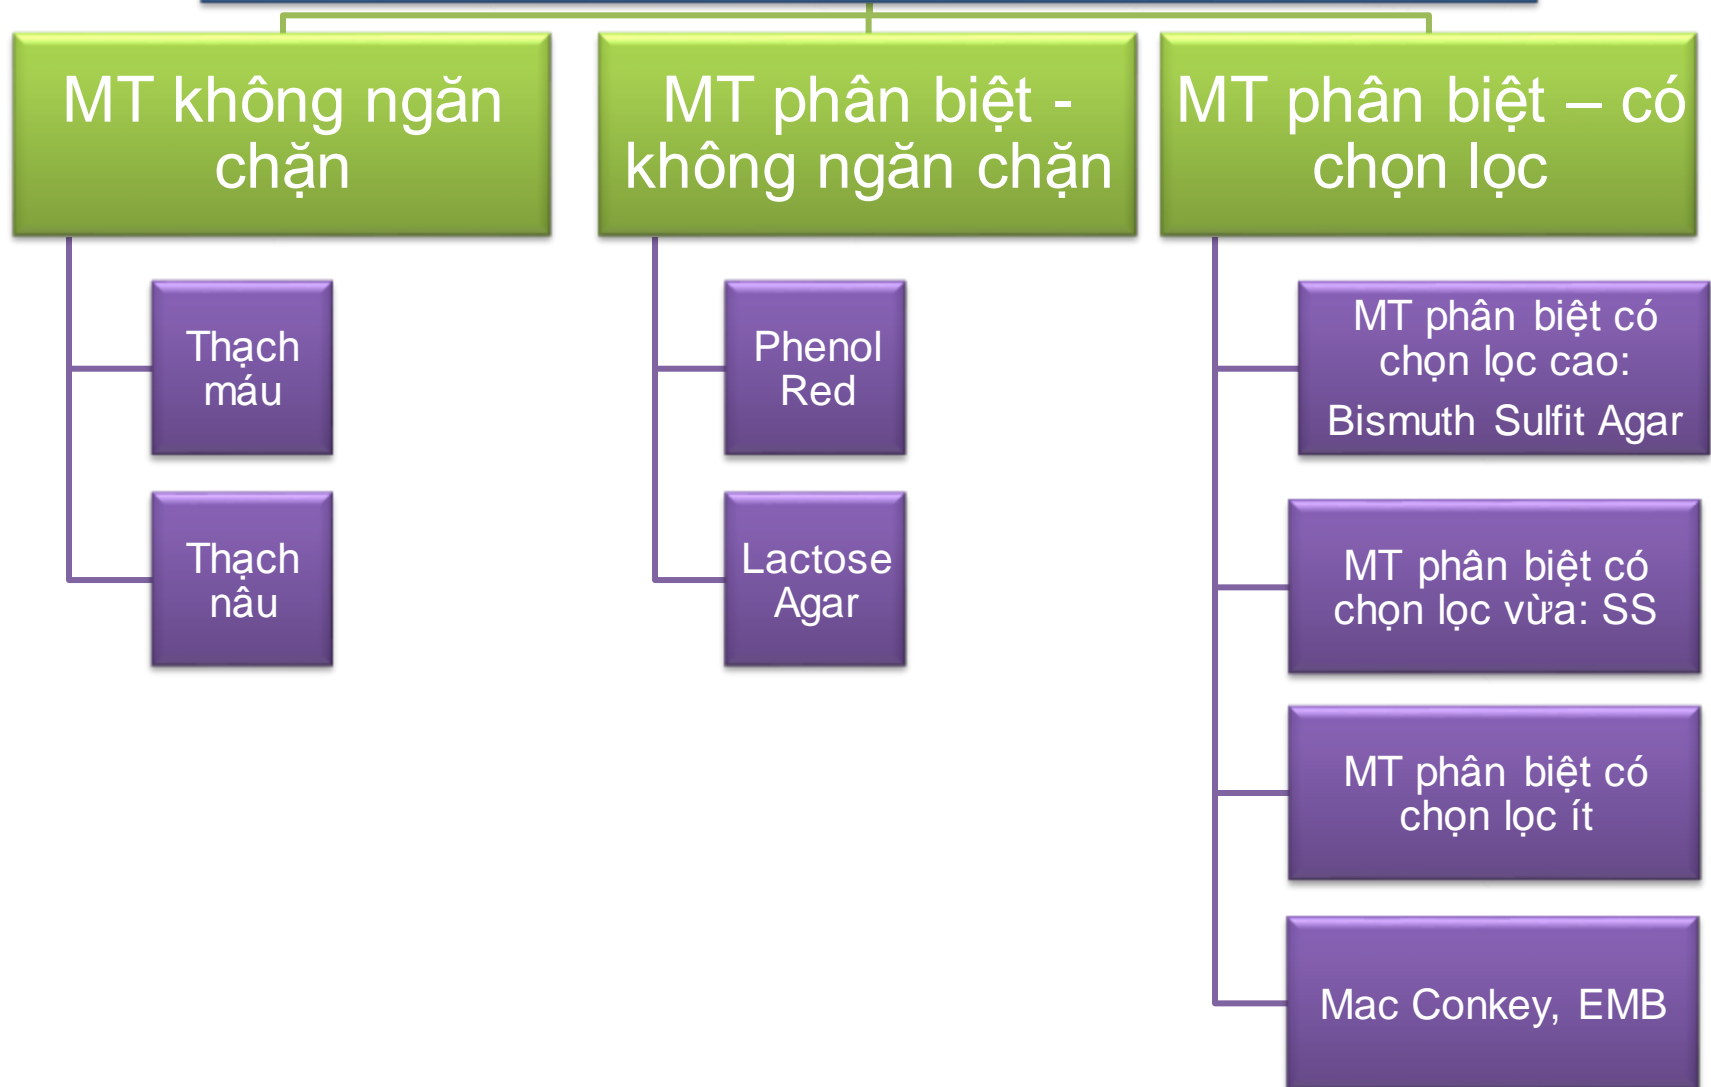 MT không ngăn
chặn
MT phân biệt -
không ngăn chặn
MT phân biệt – có
chọn lọc
Thạch
máu
Thạch
nâu
Phenol
Red
Lactose
Agar
MT phân biệt có
chọn lọc cao:
Bismuth Sulfit Agar
MT phân biệt có
chọn lọc vừa: SS
MT phân biệt có
chọn lọc ít
Mac Conkey, EMB